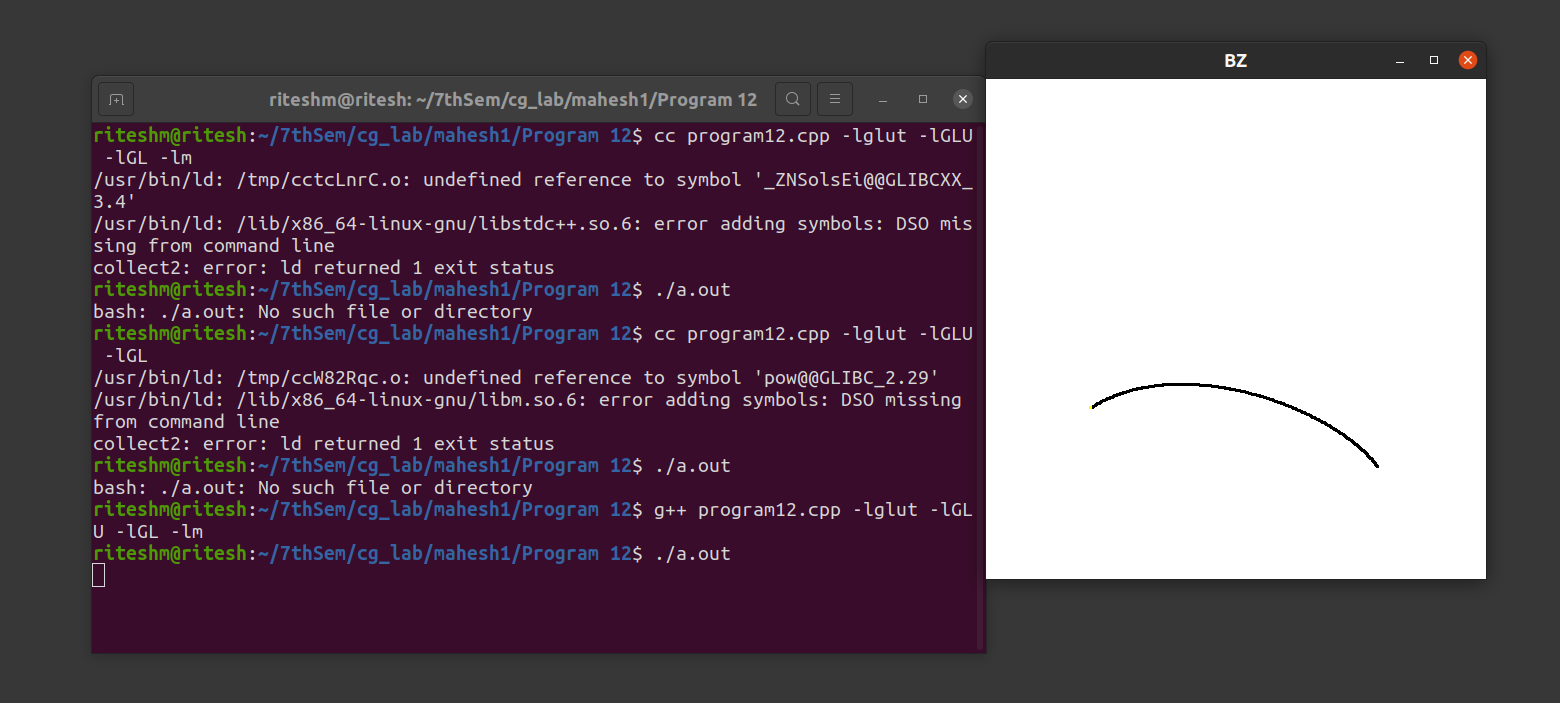 riteshm@ritesh: ~/7thSem/cg_lab/mahesh1/Program 12
riteshm@ritesh:~/7thSem/cg_lab/mahesh1/Program 12$ cc program12.cpp -lglut -lGLU
 -lGL -lm
/usr/bin/ld: /tmp/cctcLnrC.o: undefined reference to symbol '_ZNSolsEi@@GLIBCXX_
3.4'
/usr/bin/ld: /lib/x86_64-linux-gnu/libstdc++.so.6: error adding symbols: DSO mis
sing from command line
collect2: error: ld returned 1 exit status
riteshm@ritesh:~/7thSem/cg_lab/mahesh1/Program 12$ ./a.out
bash: ./a.out: No such file or directory
riteshm@ritesh:~/7thSem/cg_lab/mahesh1/Program 12$ cc program12.cpp -lglut -lGLU
 -lGL
/usr/bin/ld: /tmp/ccW82Rqc.o: undefined reference to symbol 'pow@@GLIBC_2.29'
/usr/bin/ld: /lib/x86_64-linux-gnu/libm.so.6: error adding symbols: DSO missing
from command line
collect2: error: ld returned 1 exit status
riteshm@ritesh:~/7thSem/cg_lab/mahesh1/Program 12$ ./a.out
bash: ./a.out: No such file or directory
riteshm@ritesh:~/7thSem/cg_lab/mahesh1/Program 12$ g++ program12.cpp -lglut -lGL
U -lGL -lm
riteshm@ritesh:~/7thSem/cg_lab/mahesh1/Program 12$ ./a.out
BZ